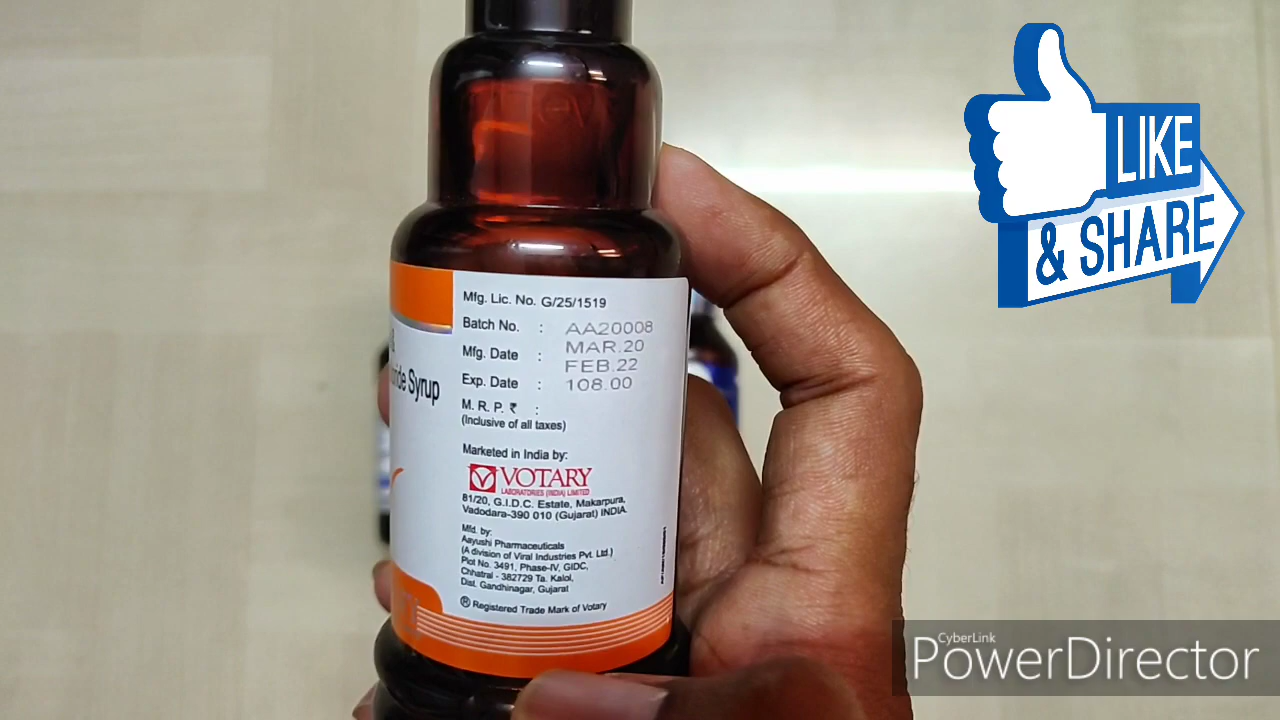 LIKE
& SHARE
Mfg. Lic. No. G/25/1519
Batch No. : AA20008
Mfg. Date : MAR.20
FEB.22
Exp. Date : 108.00
M. R. P. ₹ :
(Inclusive of all taxes)
Marketed in India by:
VOTARY
LABORATORIES (INDIA) LIMITED
81/20, G.I.D.C. Estate, Makarpura,
Vadodara-390 010 (Gujarat) INDIA.
Mfd. by:
Aayushi Pharmaceuticals
(A division of Viral Industries Pvt. Ltd.)
Plot No. 3491, Phase-IV, GIDC,
Chhatral - 382729 Ta. Kalol,
Dist. Gandhinagar, Gujarat
® Registered Trade Mark of Votary
&
Syrup
CyberLink
PowerDirector